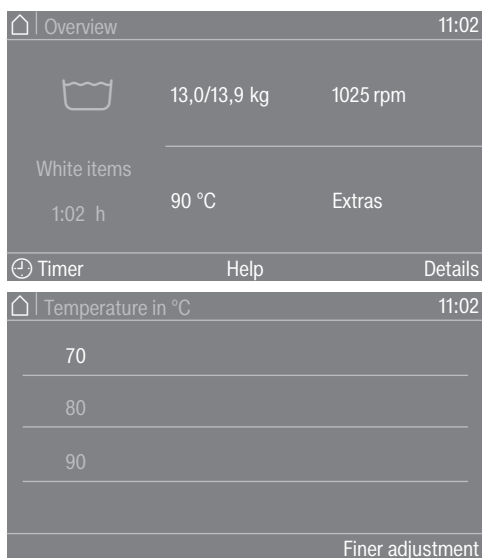 Overview 11:02
13,0/13,9 kg 1025 rpm
White items
1:02 h
90 °C Extras
Timer Help Details
Temperature in °C 11:02
70
80
90
Finer adjustment